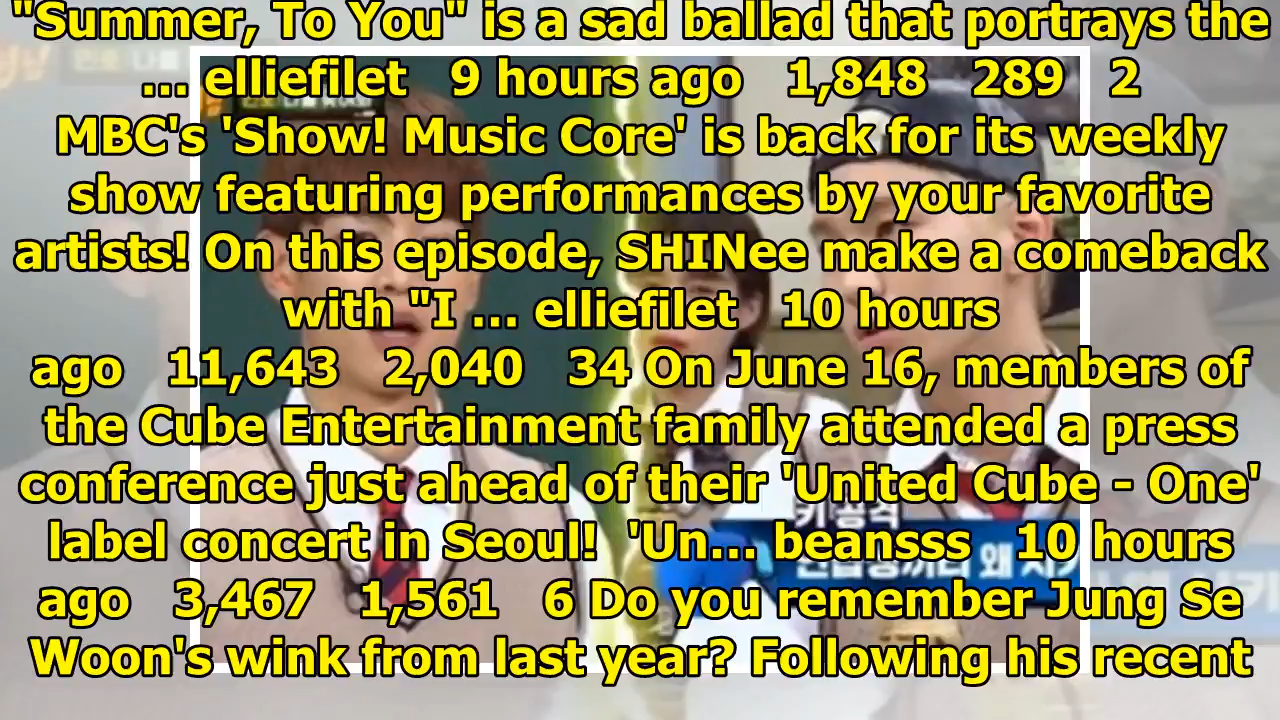 "Summer, To You" is a sad ballad that portrays the
... elliefilet 9 hours ago 1,848 289 2
MBC's 'Show! Music Core' is back for its weekly
show featuring performances by your favorite
artists! On this episode, SHINee make a comeback
with "I ... elliefilet 10 hours
ago 11,643 2,040 34 On June 16, members of
the Cube Entertainment family attended a press
conference just ahead of their 'United Cube - One'
label concert in Seoul! 'Un... beansss 10 hours
ago 3,467 1,561 6 Do you remember Jung Se
Woon's wink from last year? Following his recent
키 공격